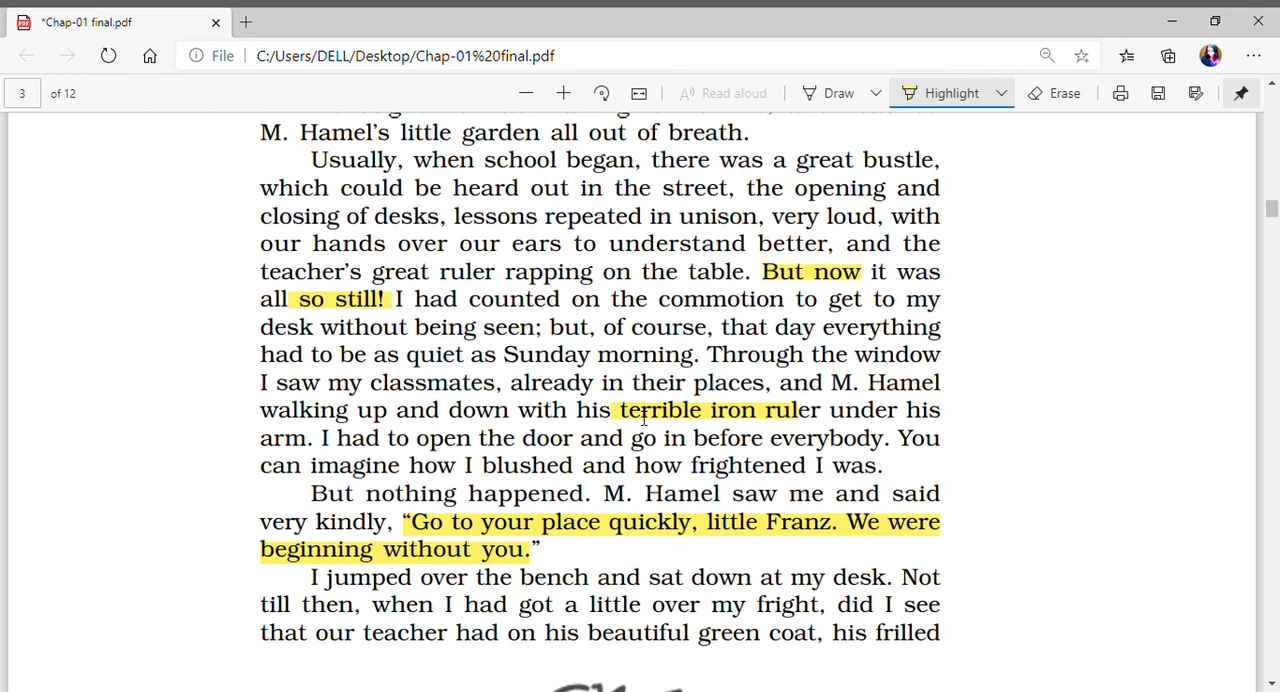 *Chap-01 final.pdf
File C:/Users/DELL/Desktop/Chap-01%20final.pdf
3 of 12 Read aloud Draw Highlight Erase
M. Hamel’s little garden all out of breath.
Usually, when school began, there was a great bustle,
which could be heard out in the street, the opening and
closing of desks, lessons repeated in unison, very loud, with
our hands over our ears to understand better, and the
teacher’s great ruler rapping on the table. But now it was
all so still! I had counted on the commotion to get to my
desk without being seen; but, of course, that day everything
had to be as quiet as Sunday morning. Through the window
I saw my classmates, already in their places, and M. Hamel
walking up and down with his terrible iron ruler under his
arm. I had to open the door and go in before everybody. You
can imagine how I blushed and how frightened I was.
But nothing happened. M. Hamel saw me and said
very kindly, “Go to your place quickly, little Franz. We were
beginning without you.”
I jumped over the bench and sat down at my desk. Not
till then, when I had got a little over my fright, did I see
that our teacher had on his beautiful green coat, his frilled